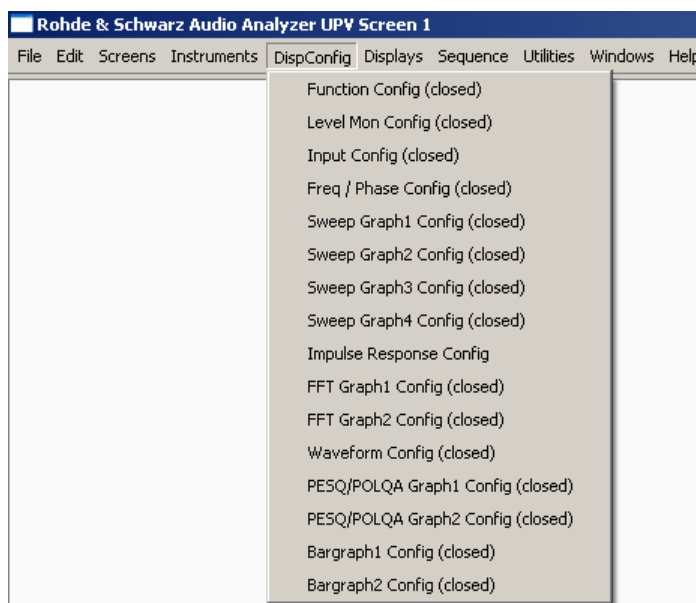 Rohde & Schwarz Audio Analyzer UPV Screen 1
File Edit Screens Instruments DispConfig Displays Sequence Utilities Windows Help
Function Config (closed)
Level Mon Config (closed)
Input Config (closed)
Freq / Phase Config (closed)
Sweep Graph1 Config (closed)
Sweep Graph2 Config (closed)
Sweep Graph3 Config (closed)
Sweep Graph4 Config (closed)
Impulse Response Config
FFT Graph1 Config (closed)
FFT Graph2 Config (closed)
Waveform Config (closed)
PESQ/POLQA Graph1 Config (closed)
PESQ/POLQA Graph2 Config (closed)
Bargraph1 Config (closed)
Bargraph2 Config (closed)